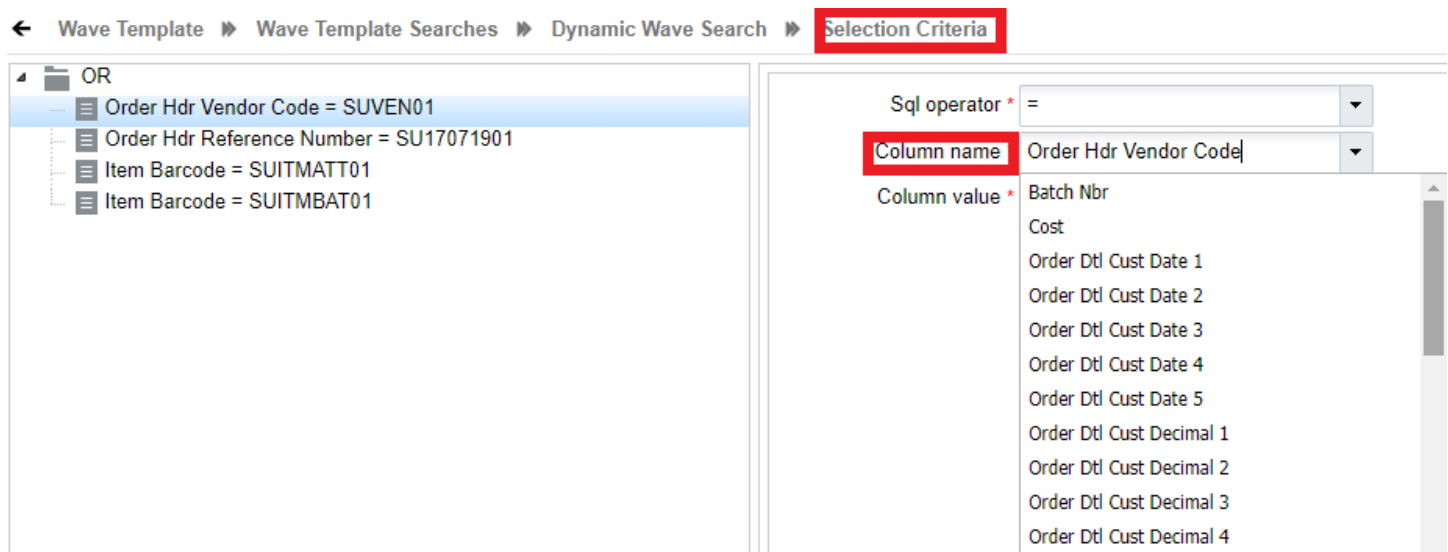 Wave Template Wave Template Searches Dynamic Wave Search Selection Criteria
OR
Order Hdr Vendor Code = SUVEN01
Order Hdr Reference Number = SU17071901
Item Barcode = SUITMATT01
Item Barcode = SUITMBAT01
Sql operator * =
Column name Order Hdr Vendor Code
Column value *
Batch Nbr
Cost
Order Dtl Cust Date 1
Order Dtl Cust Date 2
Order Dtl Cust Date 3
Order Dtl Cust Date 4
Order Dtl Cust Date 5
Order Dtl Cust Decimal 1
Order Dtl Cust Decimal 2
Order Dtl Cust Decimal 3
Order Dtl Cust Decimal 4